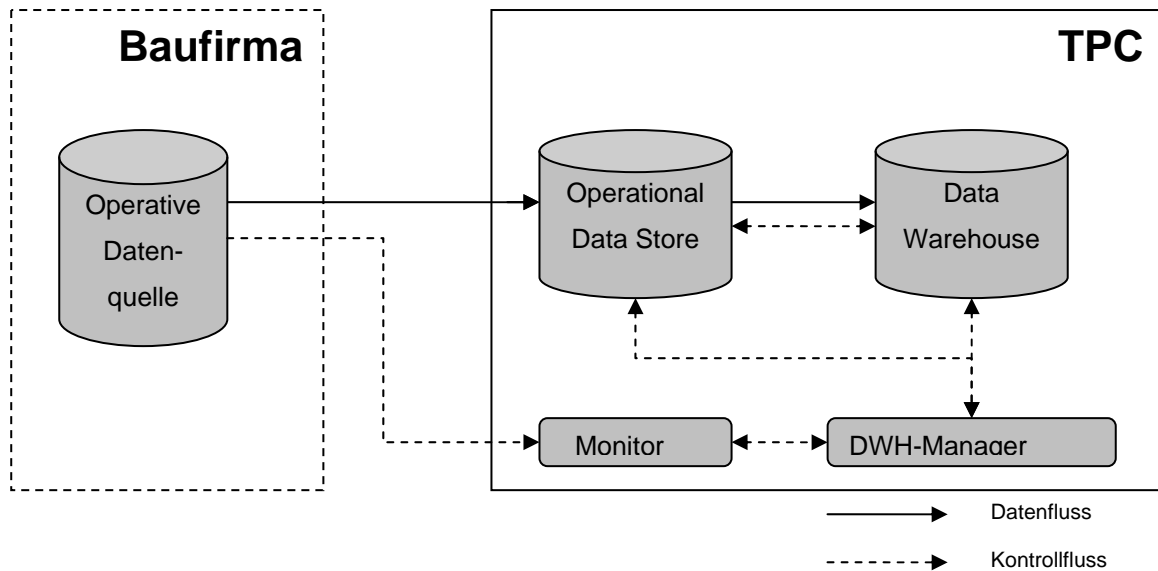 Baufirma
TPC
Operative
Daten-
quelle
Operational
Data Store
Data
Warehouse
Monitor
DWH-Manager
Datenfluss
Kontrollfluss